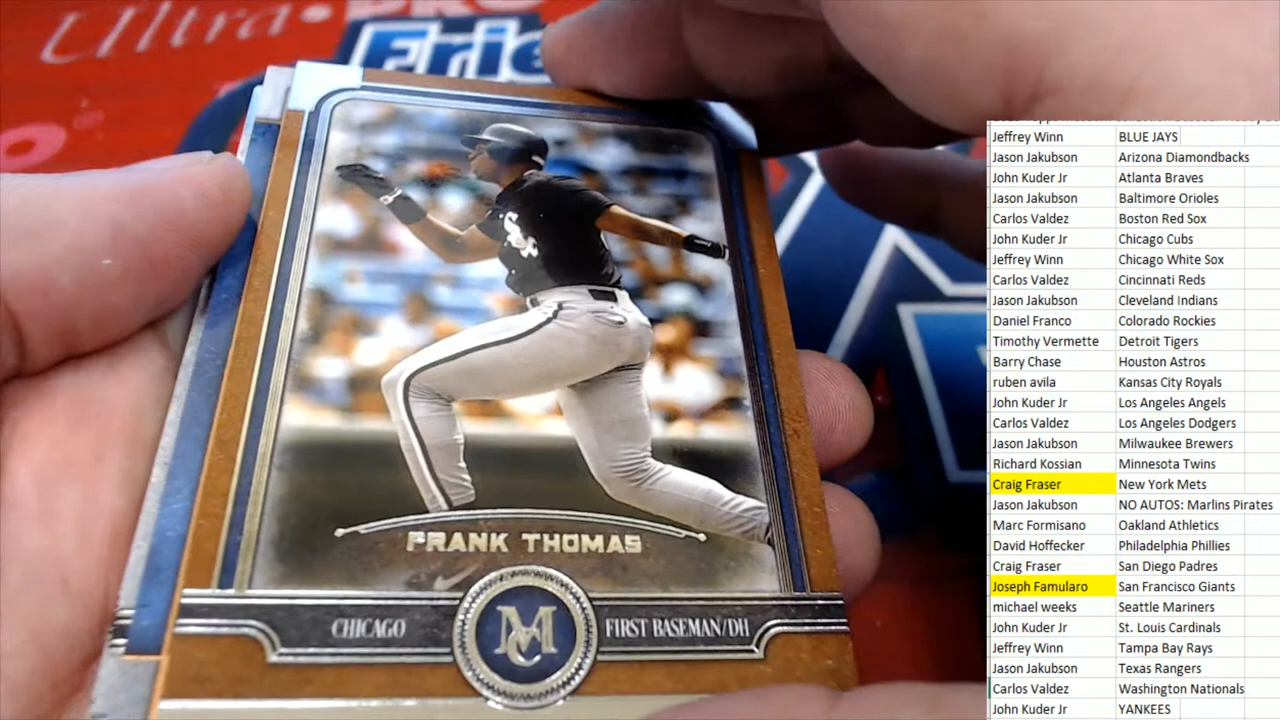 Ultra PRO
Frie
FRANK THOMAS
CHICAGO
MC
FIRST BASEMAN/DH
Jeffrey Winn BLUE JAYS
Jason Jakubson Arizona Diamondbacks
John Kuder Jr Atlanta Braves
Jason Jakubson Baltimore Orioles
Carlos Valdez Boston Red Sox
John Kuder Jr Chicago Cubs
Jeffrey Winn Chicago White Sox
Carlos Valdez Cincinnati Reds
Jason Jakubson Cleveland Indians
Daniel Franco Colorado Rockies
Timothy Vermette Detroit Tigers
Barry Chase Houston Astros
ruben avila Kansas City Royals
John Kuder Jr Los Angeles Angels
Carlos Valdez Los Angeles Dodgers
Jason Jakubson Milwaukee Brewers
Richard Kossian Minnesota Twins
Craig Fraser New York Mets
Jason Jakubson NO AUTOS: Marlins Pirates
Marc Formisano Oakland Athletics
David Hoffecker Philadelphia Phillies
Craig Fraser San Diego Padres
Joseph Famularo San Francisco Giants
michael weeks Seattle Mariners
John Kuder Jr St. Louis Cardinals
Jeffrey Winn Tampa Bay Rays
Jason Jakubson Texas Rangers
Carlos Valdez Washington Nationals
John Kuder Jr YANKEES